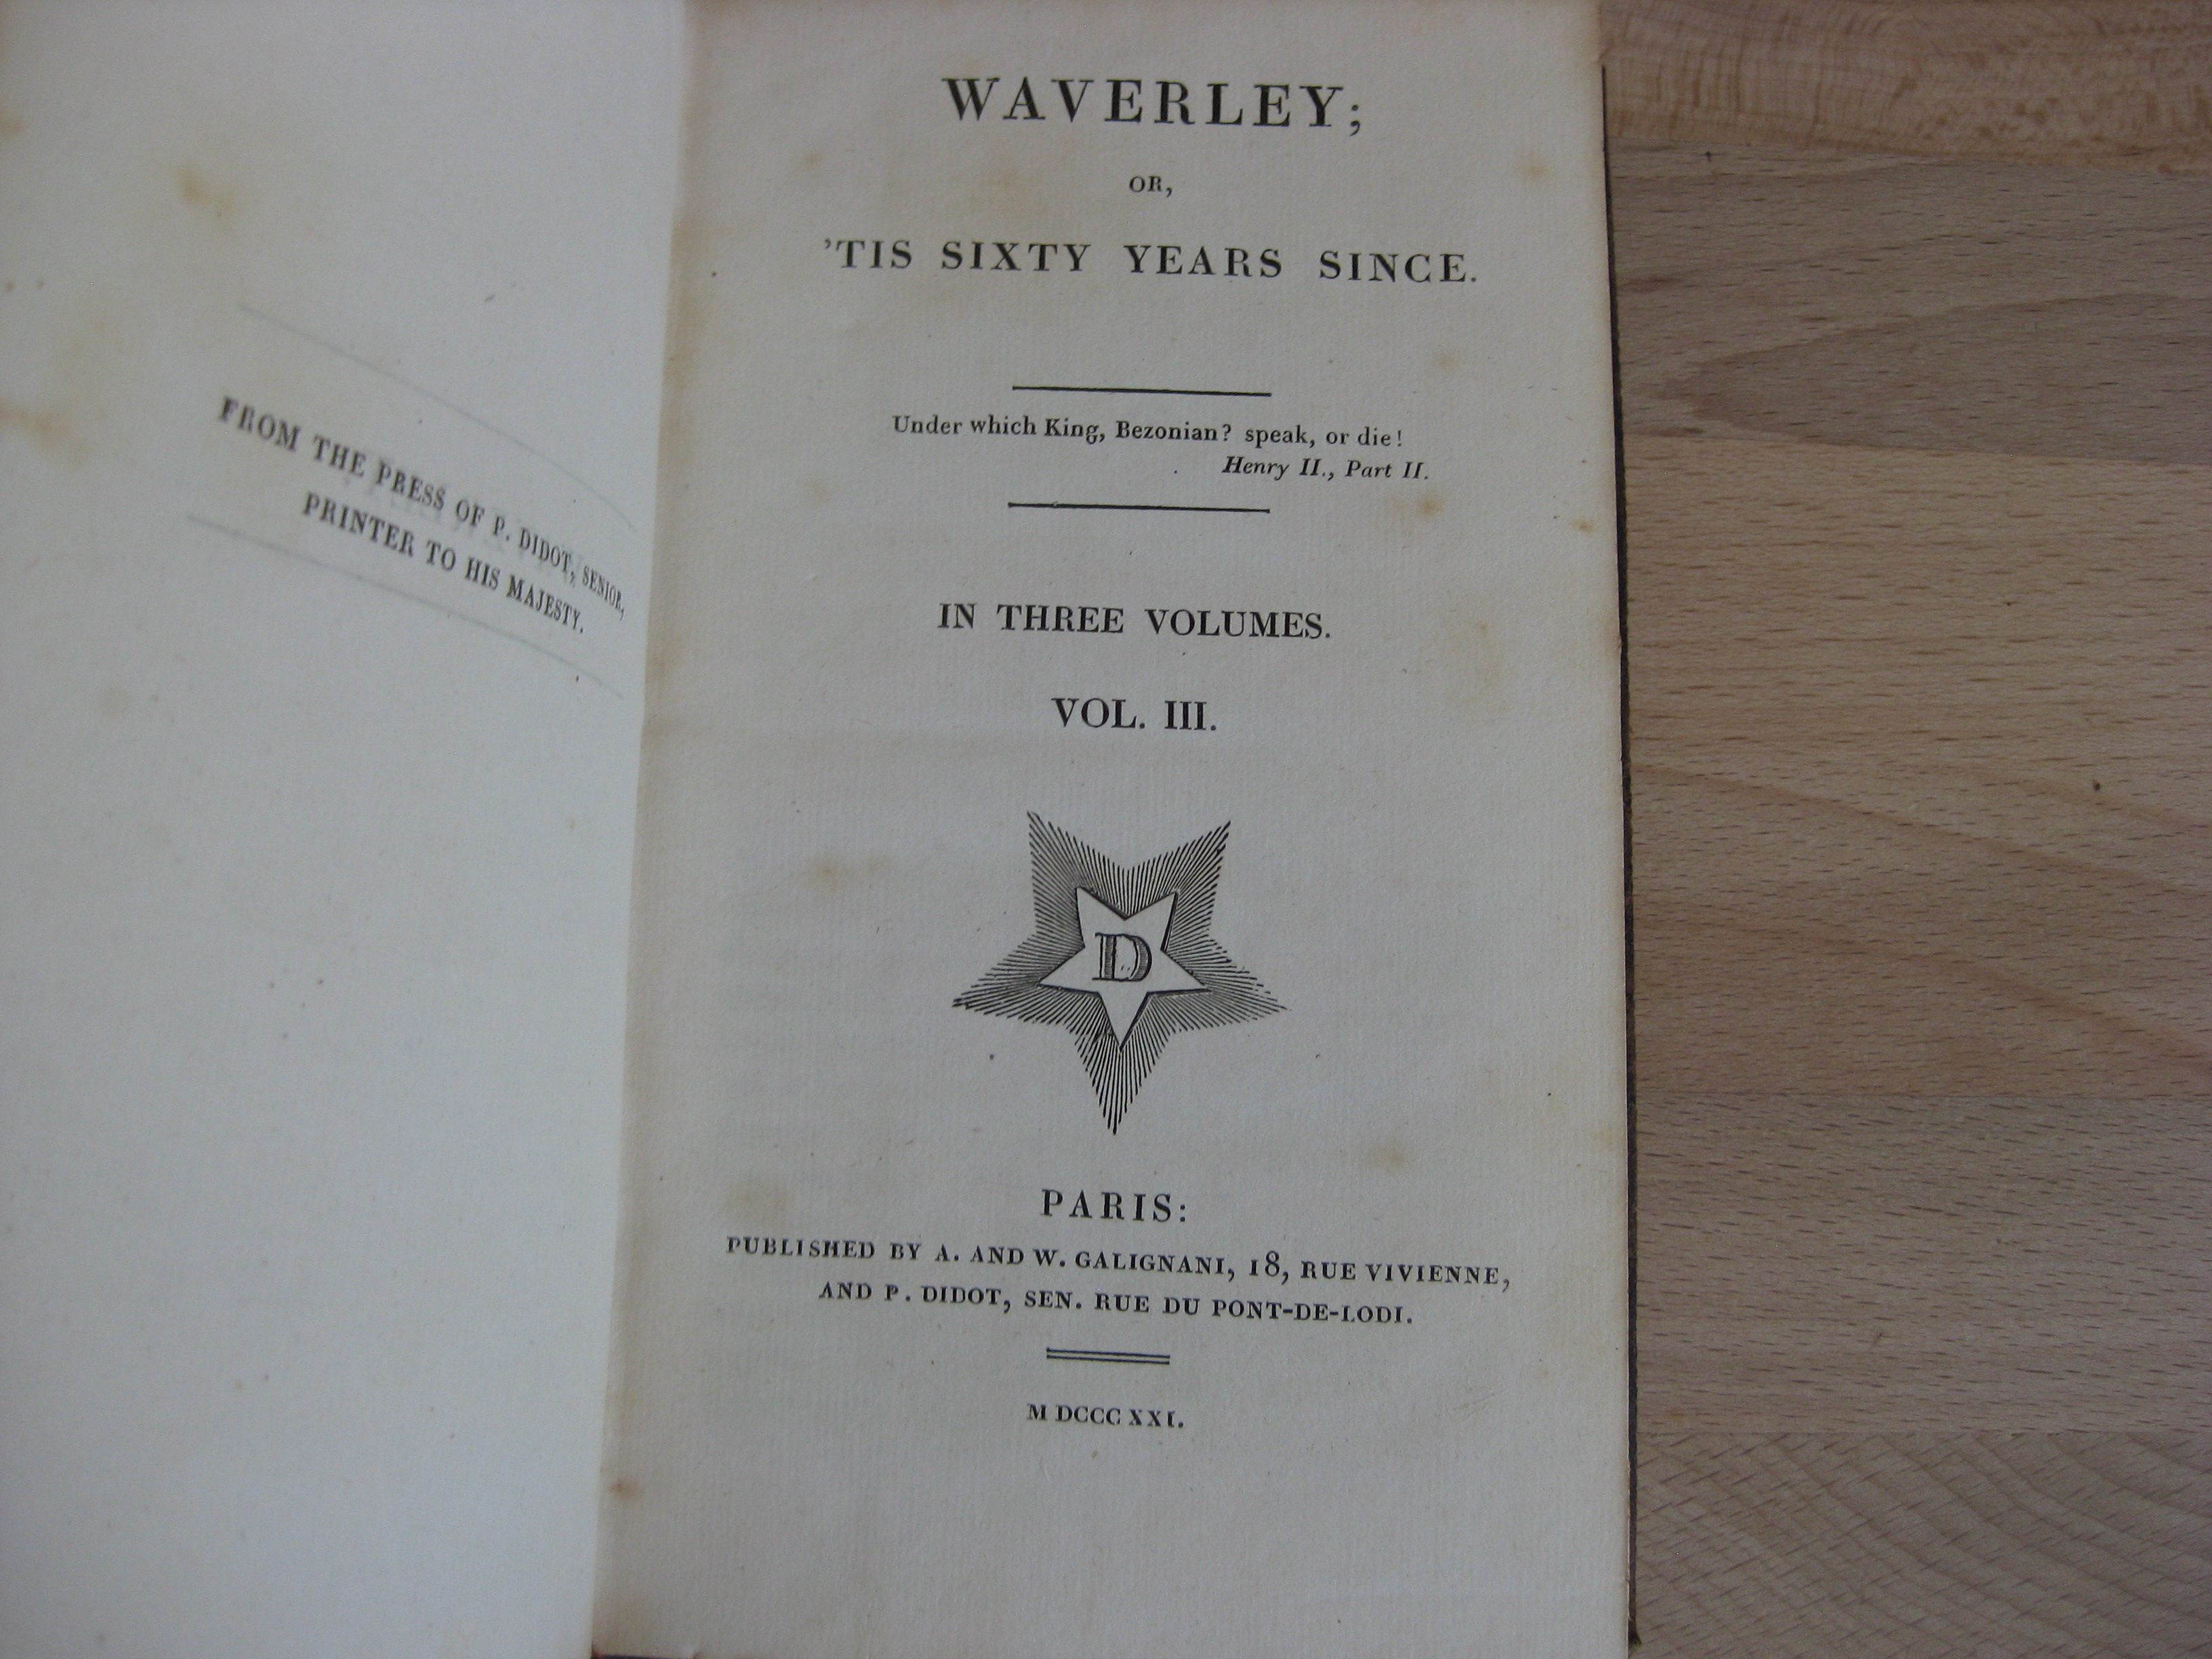 FROM THE PRESS OF P. DIDOT, SENIOR,
PRINTER TO HIS MAJESTY.
WAVERLEY;
OR,
'TIS SIXTY YEARS SINCE.
Under which King, Bezonian? speak, or die!
Henry II., Part II.
IN THREE VOLUMES.
VOL. III.
D
PARIS:
PUBLISHED BY A. AND W. GALIGNANI, 18, RUE VIVIENNE,
AND P. DIDOT, SEN. RUE DU PONT-DE-LODI.
M DCCC XXI.